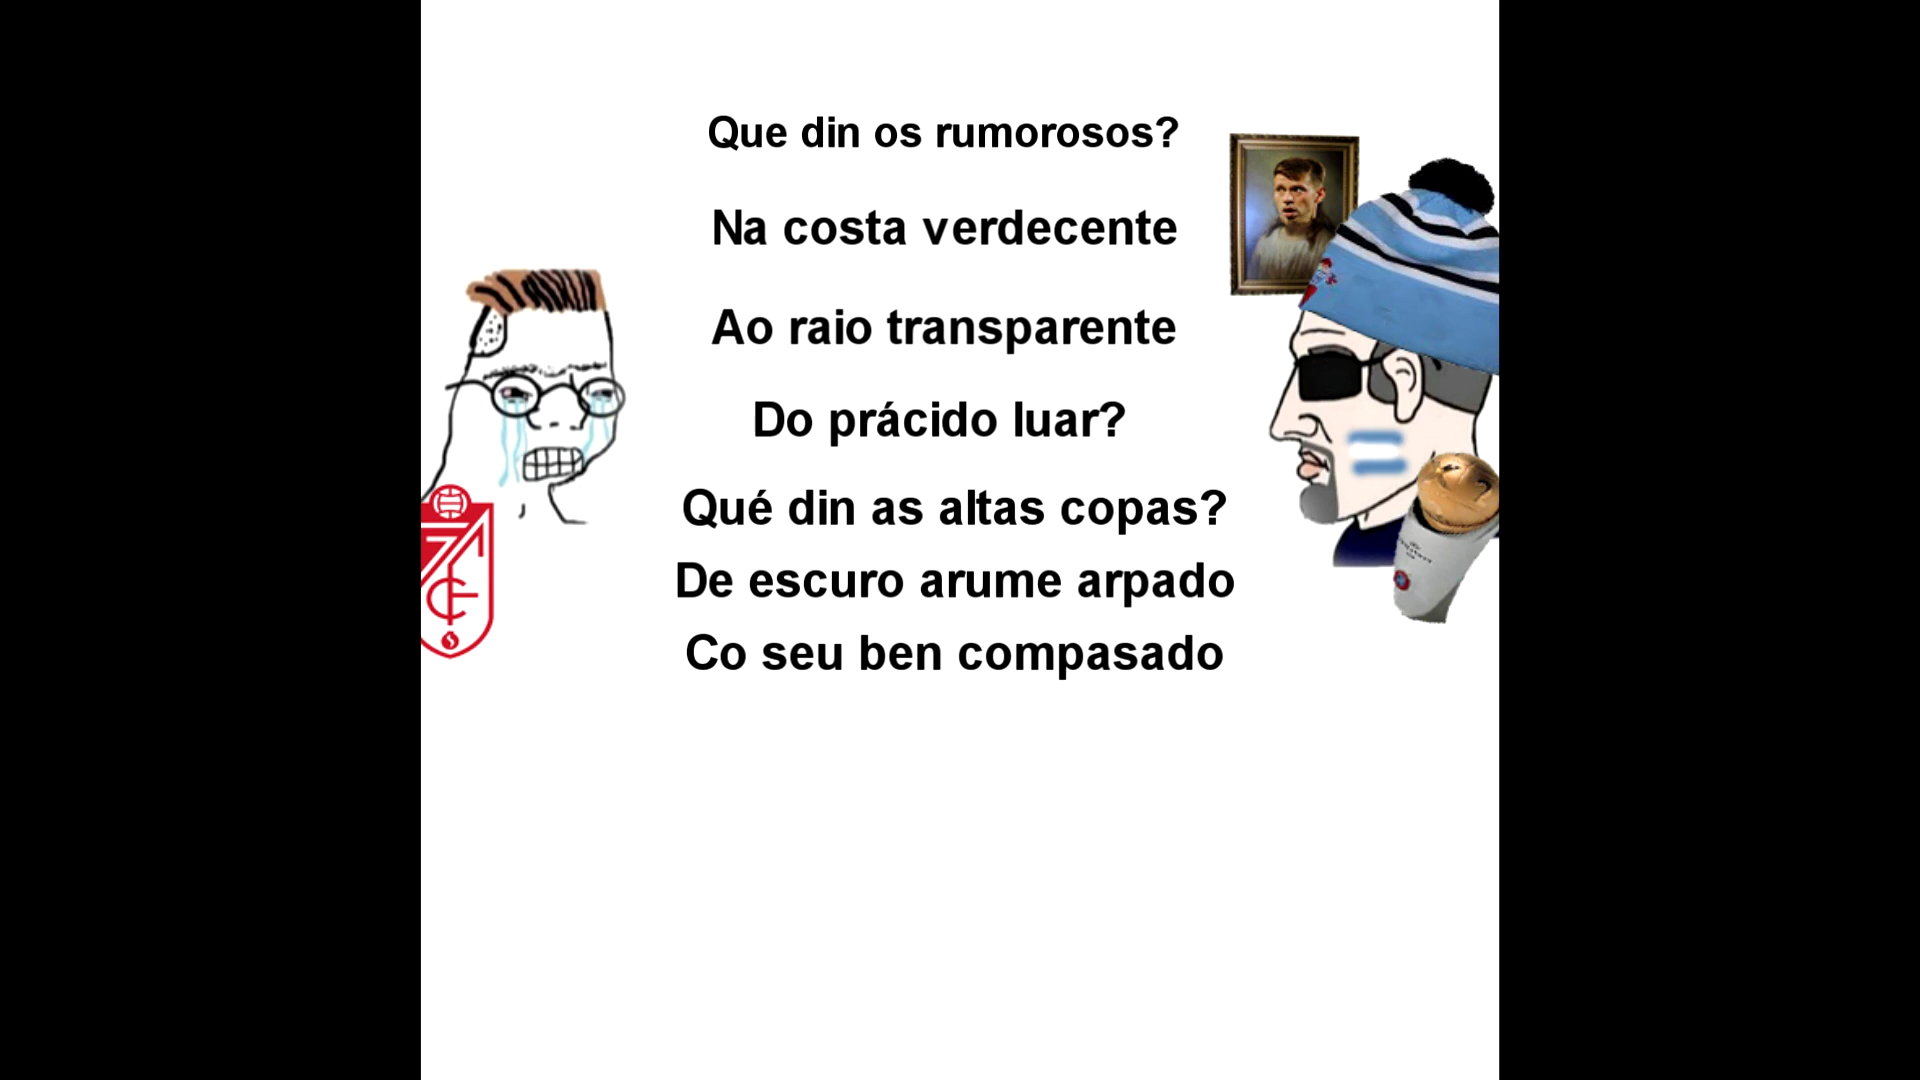 Que din os rumorosos?
Na costa verdecente
Ao raio transparente
Do prácido luar?
Qué din as altas copas?
De escuro arume arpado
Co seu ben compasado